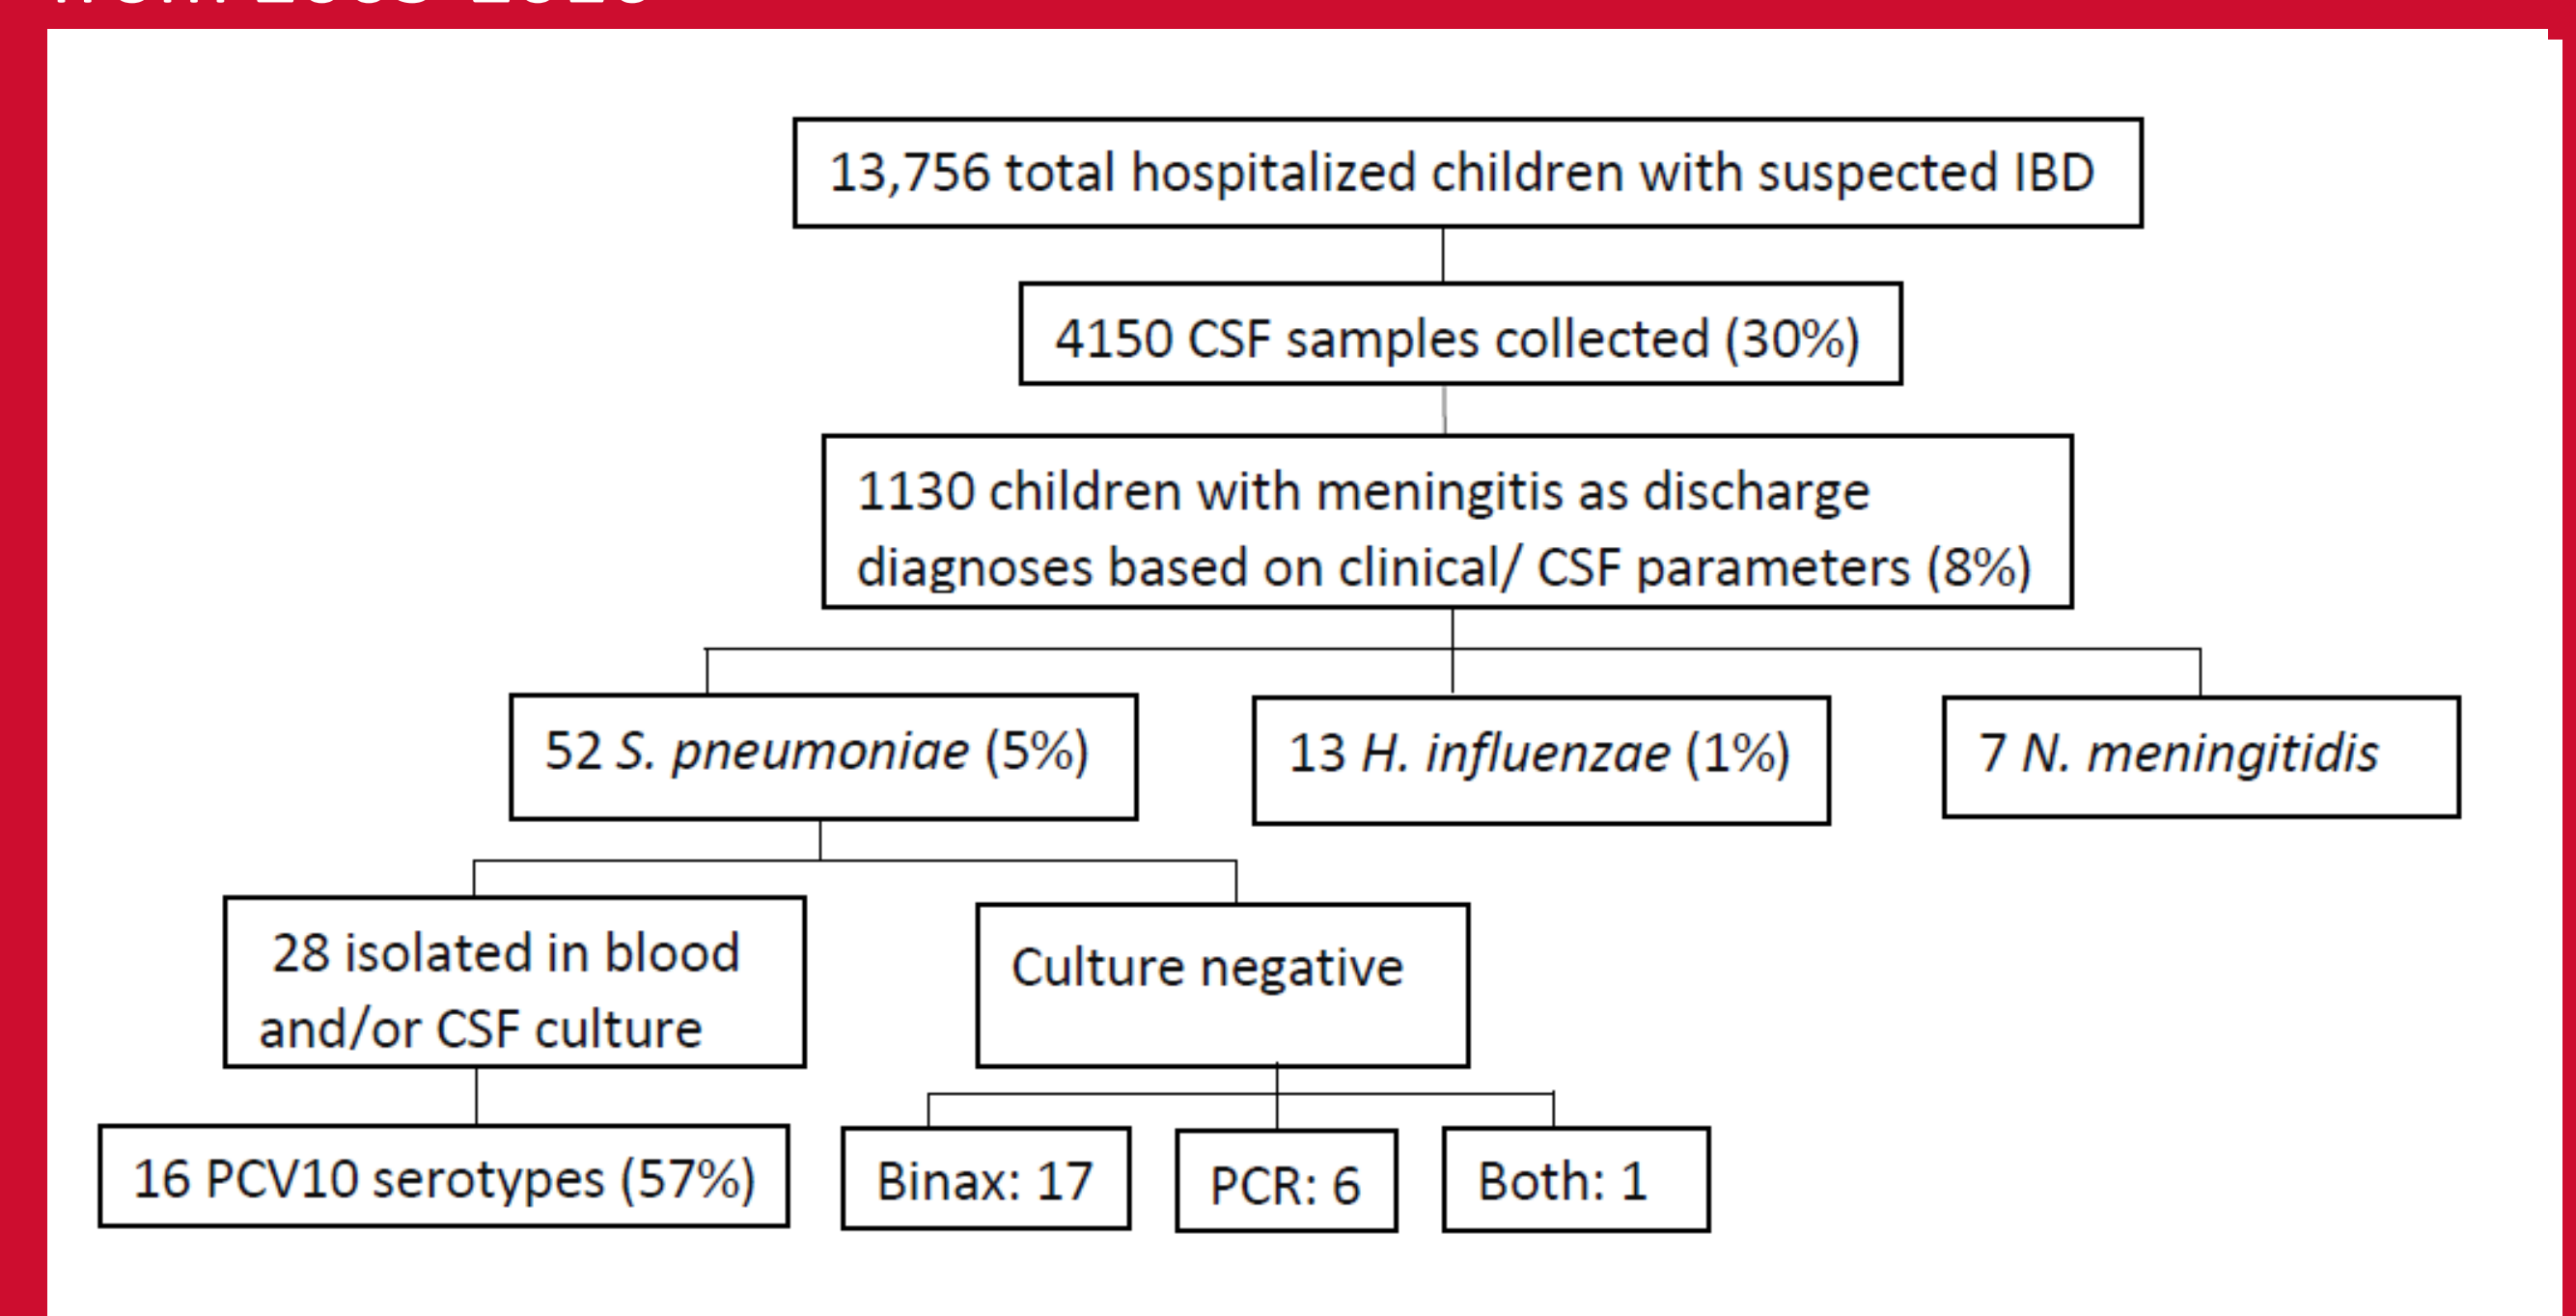 13,756 total hospitalized children with suspected IBD
4150 CSF samples collected (30%)
1130 children with meningitis as discharge
diagnoses based on clinical/ CSF parameters (8%)
52 S. pneumoniae (5%)
13 H. influenzae (1%)
7 N. meningitidis
28 isolated in blood
and/or CSF culture
Culture negative
16 PCV10 serotypes (57%)
Binax: 17
PCR: 6
Both: 1